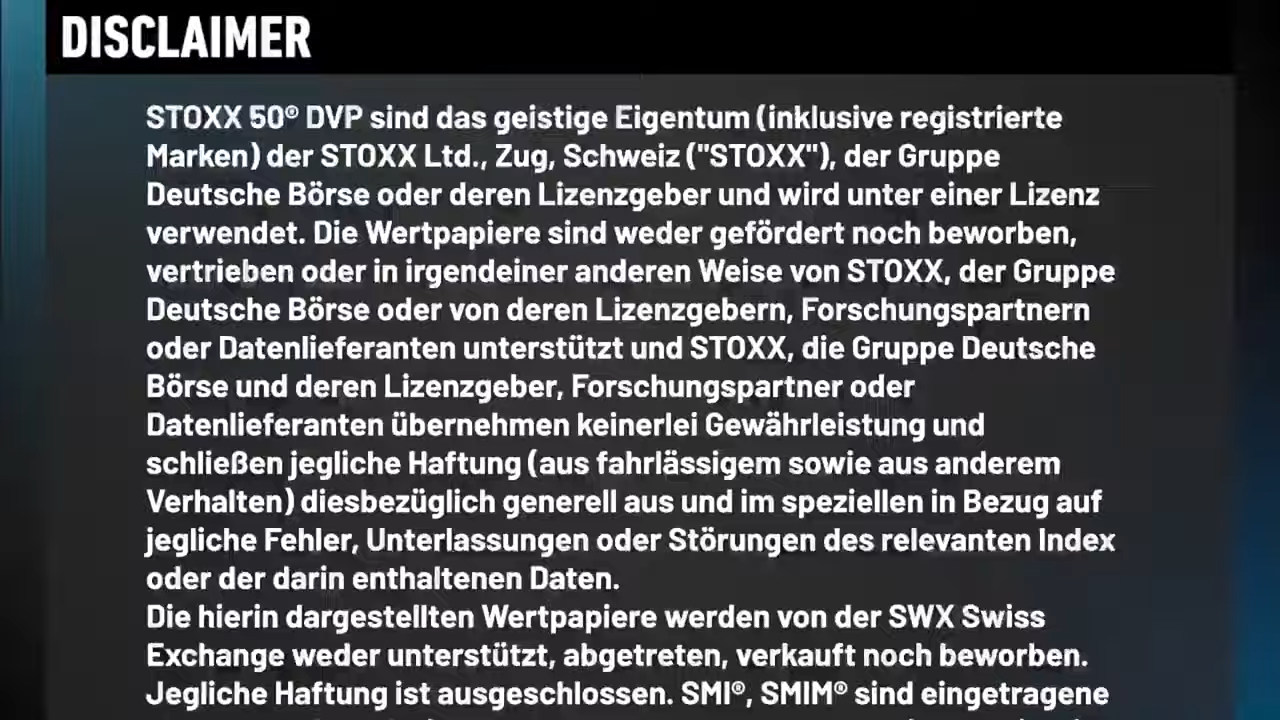 DISCLAIMER
STOXX 50® DVP sind das geistige Eigentum (inklusive registrierte
Marken) der STOXX Ltd., Zug, Schweiz ("STOXX"), der Gruppe
Deutsche Börse oder deren Lizenzgeber und wird unter einer Lizenz
verwendet. Die Wertpapiere sind weder gefördert noch beworben,
vertrieben oder in irgendeiner anderen Weise von STOXX, der Gruppe
Deutsche Börse oder von deren Lizenzgebern, Forschungspartnern
oder Datenlieferanten unterstützt und STOXX, die Gruppe Deutsche
Börse und deren Lizenzgeber, Forschungspartner oder
Datenlieferanten übernehmen keinerlei Gewährleistung und
schließen jegliche Haftung (aus fahrlässigem sowie aus anderem
Verhalten) diesbezüglich generell aus und im speziellen in Bezug auf
jegliche Fehler, Unterlassungen oder Störungen des relevanten Index
oder der darin enthaltenen Daten.
Die hierin dargestellten Wertpapiere werden von der SWX Swiss
Exchange weder unterstützt, abgetreten, verkauft noch beworben.
Jegliche Haftung ist ausgeschlossen. SMI®, SMIM® sind eingetragene